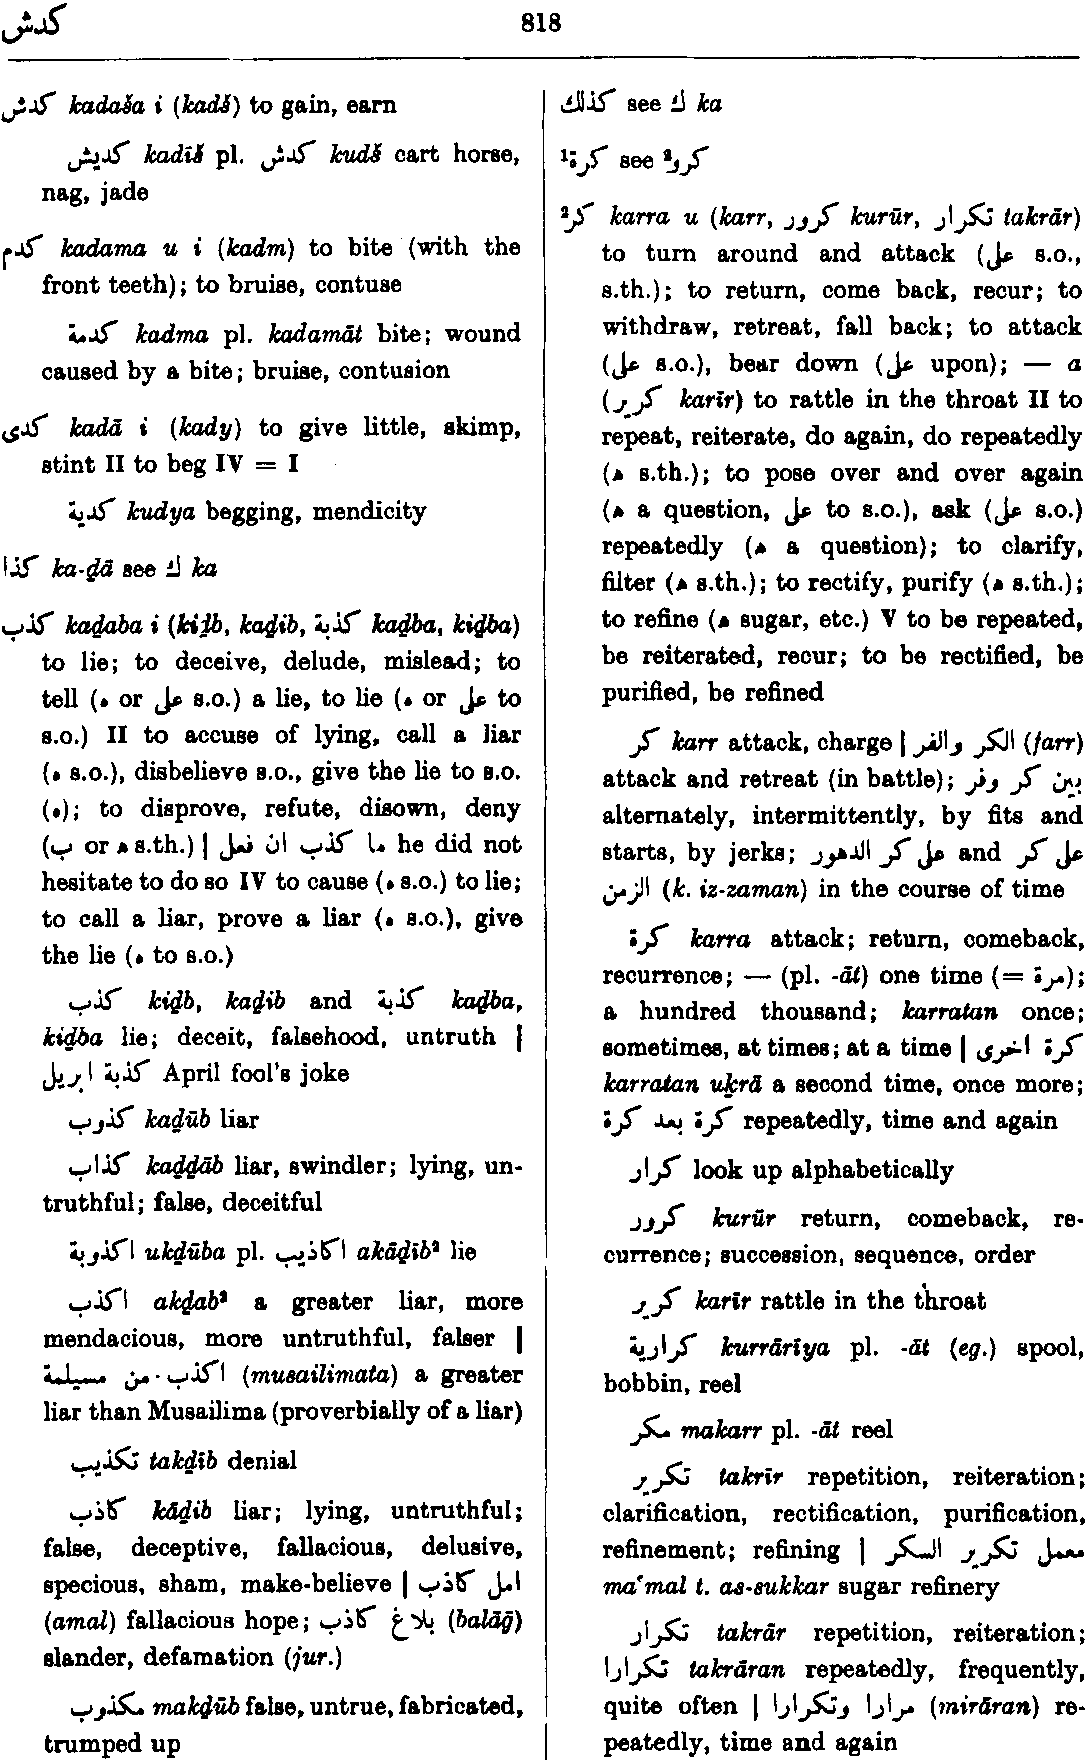 كدش
818
كدش kadaša i (kadš) to gain, earn
كديش kadīš pl. كدش kudš cart horse,
nag, jade
كدم kadama u i (kadm) to bite (with the
front teeth); to bruise, contuse
كدمة kadma pl. kadamāt bite; wound
caused by a bite; bruise, contusion
كدى kadā i (kady) to give little, skimp,
stint II to beg IV = I
كدية kudya begging, mendicity
كذا ka-ḏā see ك ka
كذب kaḏaba i (kiḏb, kaḏib, كذبة kaḏba, kiḏba)
to lie; to deceive, delude, mislead; to
tell (ه or على s.o.) a lie, to lie (ه or على to
s.o.) II to accuse of lying, call a liar
(ه s.o.), disbelieve s.o., give the lie to s.o.
(ه); to disprove, refute, disown, deny
(ب or ه s.th.) | ما كذب ان فعل he did not
hesitate to do so IV to cause (ه s.o.) to lie;
to call a liar, prove a liar (ه s.o.), give
the lie (ه to s.o.)
كذب kiḏb, kaḏib and كذبة kaḏba,
kiḏba lie; deceit, falsehood, untruth |
كذبة ابريل April fool's joke
كذوب kaḏūb liar
كذاب kaḏḏāb liar, swindler; lying, un-
truthful; false, deceitful
اكذوبة ukḏūba pl. اكاذيب akāḏīb² lie
اكذب akḏab² a greater liar, more
mendacious, more untruthful, falser |
اكذب من مسيلمة (musailimata) a greater
liar than Musailima (proverbially of a liar)
تكذيب takḏīb denial
كاذب kāḏib liar; lying, untruthful;
false, deceptive, fallacious, delusive,
specious, sham, make-believe | امل كاذب
(amal) fallacious hope; بلاغ كاذب (balāḡ)
slander, defamation (jur.)
مكذوب makḏūb false, untrue, fabricated,
trumped up
كذلك see ك ka
¹كرة see ²كرو
²كر karra u (karr, كرور kurūr, تكرار takrār)
to turn around and attack (على s.o.,
s.th.); to return, come back, recur; to
withdraw, retreat, fall back; to attack
(على s.o.), bear down (على upon); — a
(كرير karīr) to rattle in the throat II to
repeat, reiterate, do again, do repeatedly
(ه s.th.); to pose over and over again
(ه a question, على to s.o.), ask (على s.o.)
repeatedly (ه a question); to clarify,
filter (ه s.th.); to rectify, purify (ه s.th.);
to refine (ه sugar, etc.) V to be repeated,
be reiterated, recur; to be rectified, be
purified, be refined
كر karr attack, charge | الكر والفر (farr)
attack and retreat (in battle); بين كر وفر
alternately, intermittently, by fits and
starts, by jerks; على كر الدهور and على كر
الزمن (k. iz-zaman) in the course of time
كرة karra attack; return, comeback,
recurrence; — (pl. -āt) one time (= مرة);
a hundred thousand; karratan once;
sometimes, at times; at a time | كرة اخرى
karratan uḵrā a second time, once more;
كرة بعد كرة repeatedly, time and again
كرار look up alphabetically
كرور kurūr return, comeback, re-
currence; succession, sequence, order
كرير karīr rattle in the throat
كرارية kurrārīya pl. -āt (eg.) spool,
bobbin, reel
مكر makarr pl. -āt reel
تكرير takrīr repetition, reiteration;
clarification, rectification, purification,
refinement; refining | معمل تكرير السكر
ma‘mal t. as-sukkar sugar refinery
تكرار takrār repetition, reiteration;
تكرارا takrāran repeatedly, frequently,
quite often | مرارا وتكرارا (mirāran) re-
peatedly, time and again